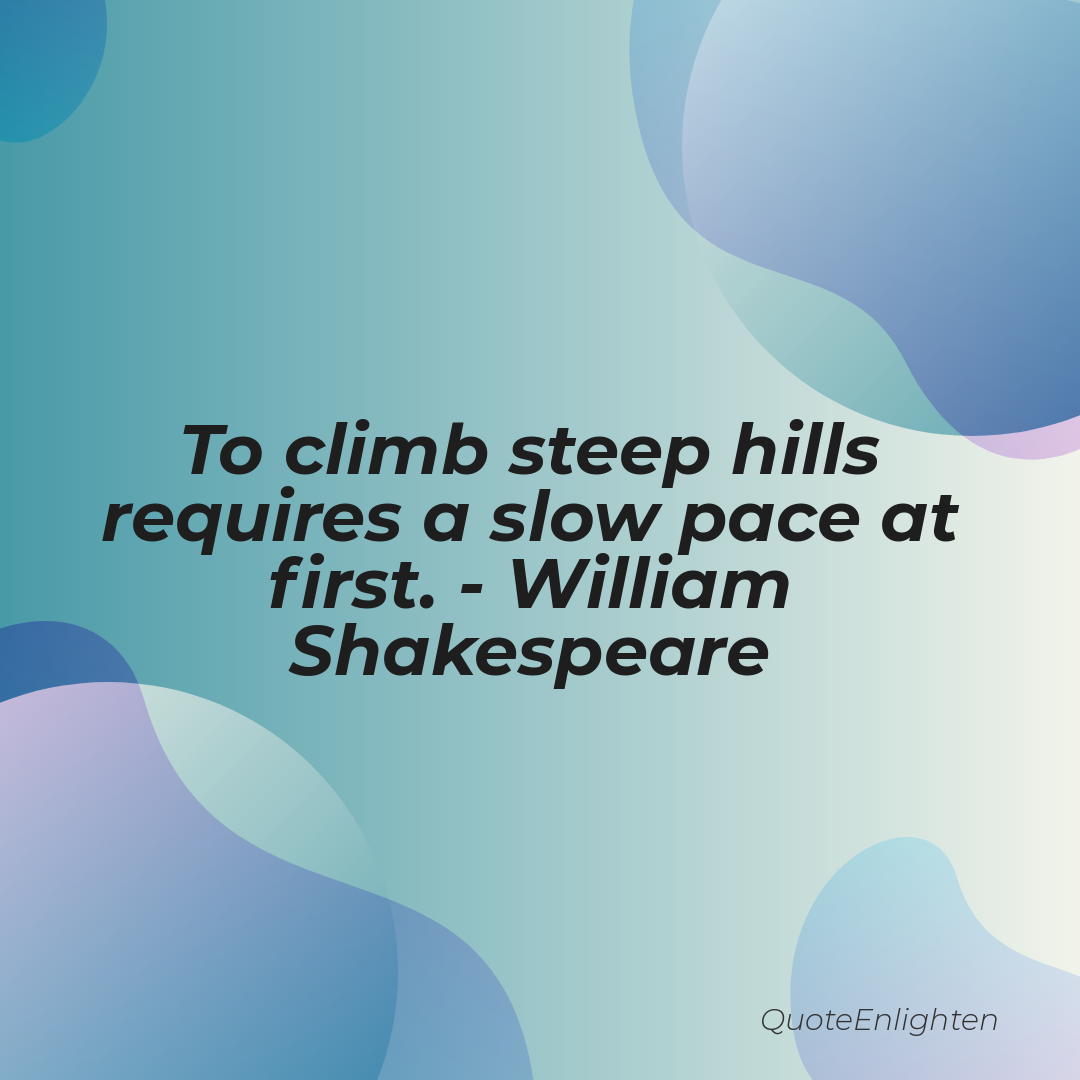 To climb steep hills
requires a slow pace at
first. - William
Shakespeare
QuoteEnlighten